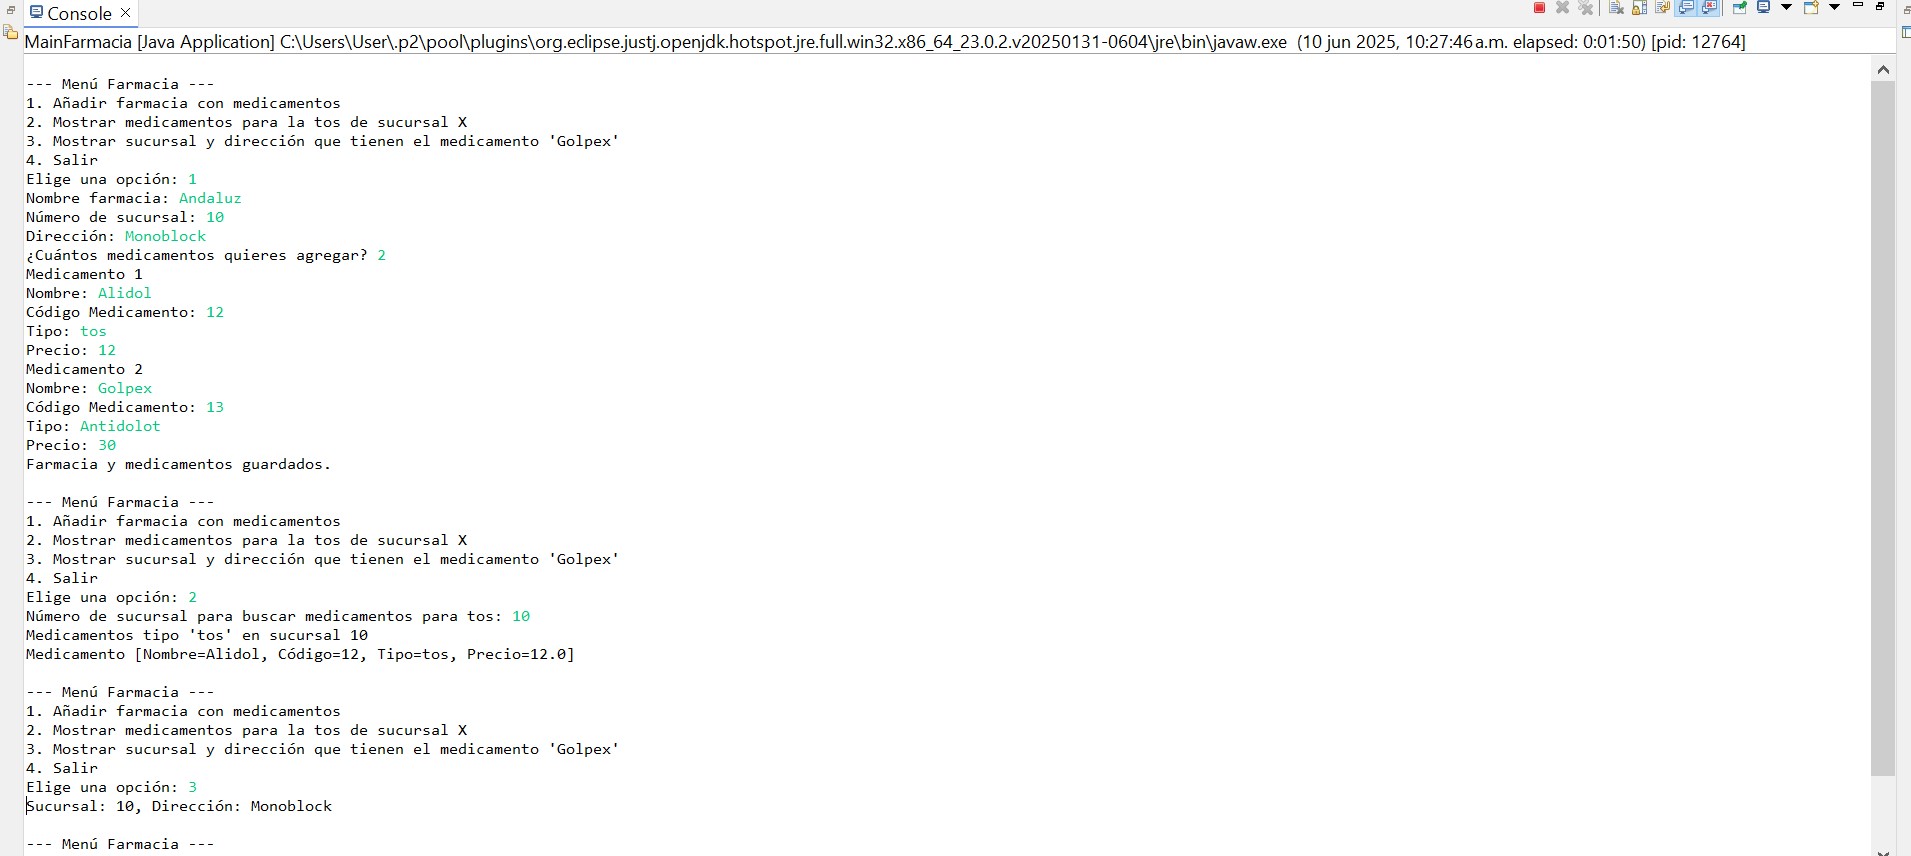 Console
MainFarmacia [Java Application] C:\Users\User\.p2\pool\plugins\org.eclipse.justj.openjdk.hotspot.jre.full.win32.x86_64_23.0.2.v20250131-0604\jre\bin\javaw.exe (10 jun 2025, 10:27:46 a.m. elapsed: 0:01:50) [pid: 12764]
--- Menú Farmacia ---
1. Añadir farmacia con medicamentos
2. Mostrar medicamentos para la tos de sucursal X
3. Mostrar sucursal y dirección que tienen el medicamento 'Golpex'
4. Salir
Elige una opción: 1
Nombre farmacia: Andaluz
Número de sucursal: 10
Dirección: Monoblock
¿Cuántos medicamentos quieres agregar? 2
Medicamento 1
Nombre: Alidol
Código Medicamento: 12
Tipo: tos
Precio: 12
Medicamento 2
Nombre: Golpex
Código Medicamento: 13
Tipo: Antidolot
Precio: 30
Farmacia y medicamentos guardados.
--- Menú Farmacia ---
1. Añadir farmacia con medicamentos
2. Mostrar medicamentos para la tos de sucursal X
3. Mostrar sucursal y dirección que tienen el medicamento 'Golpex'
4. Salir
Elige una opción: 2
Número de sucursal para buscar medicamentos para tos: 10
Medicamentos tipo 'tos' en sucursal 10
Medicamento [Nombre=Alidol, Código=12, Tipo=tos, Precio=12.0]
--- Menú Farmacia ---
1. Añadir farmacia con medicamentos
2. Mostrar medicamentos para la tos de sucursal X
3. Mostrar sucursal y dirección que tienen el medicamento 'Golpex'
4. Salir
Elige una opción: 3
Sucursal: 10, Dirección: Monoblock
--- Menú Farmacia ---